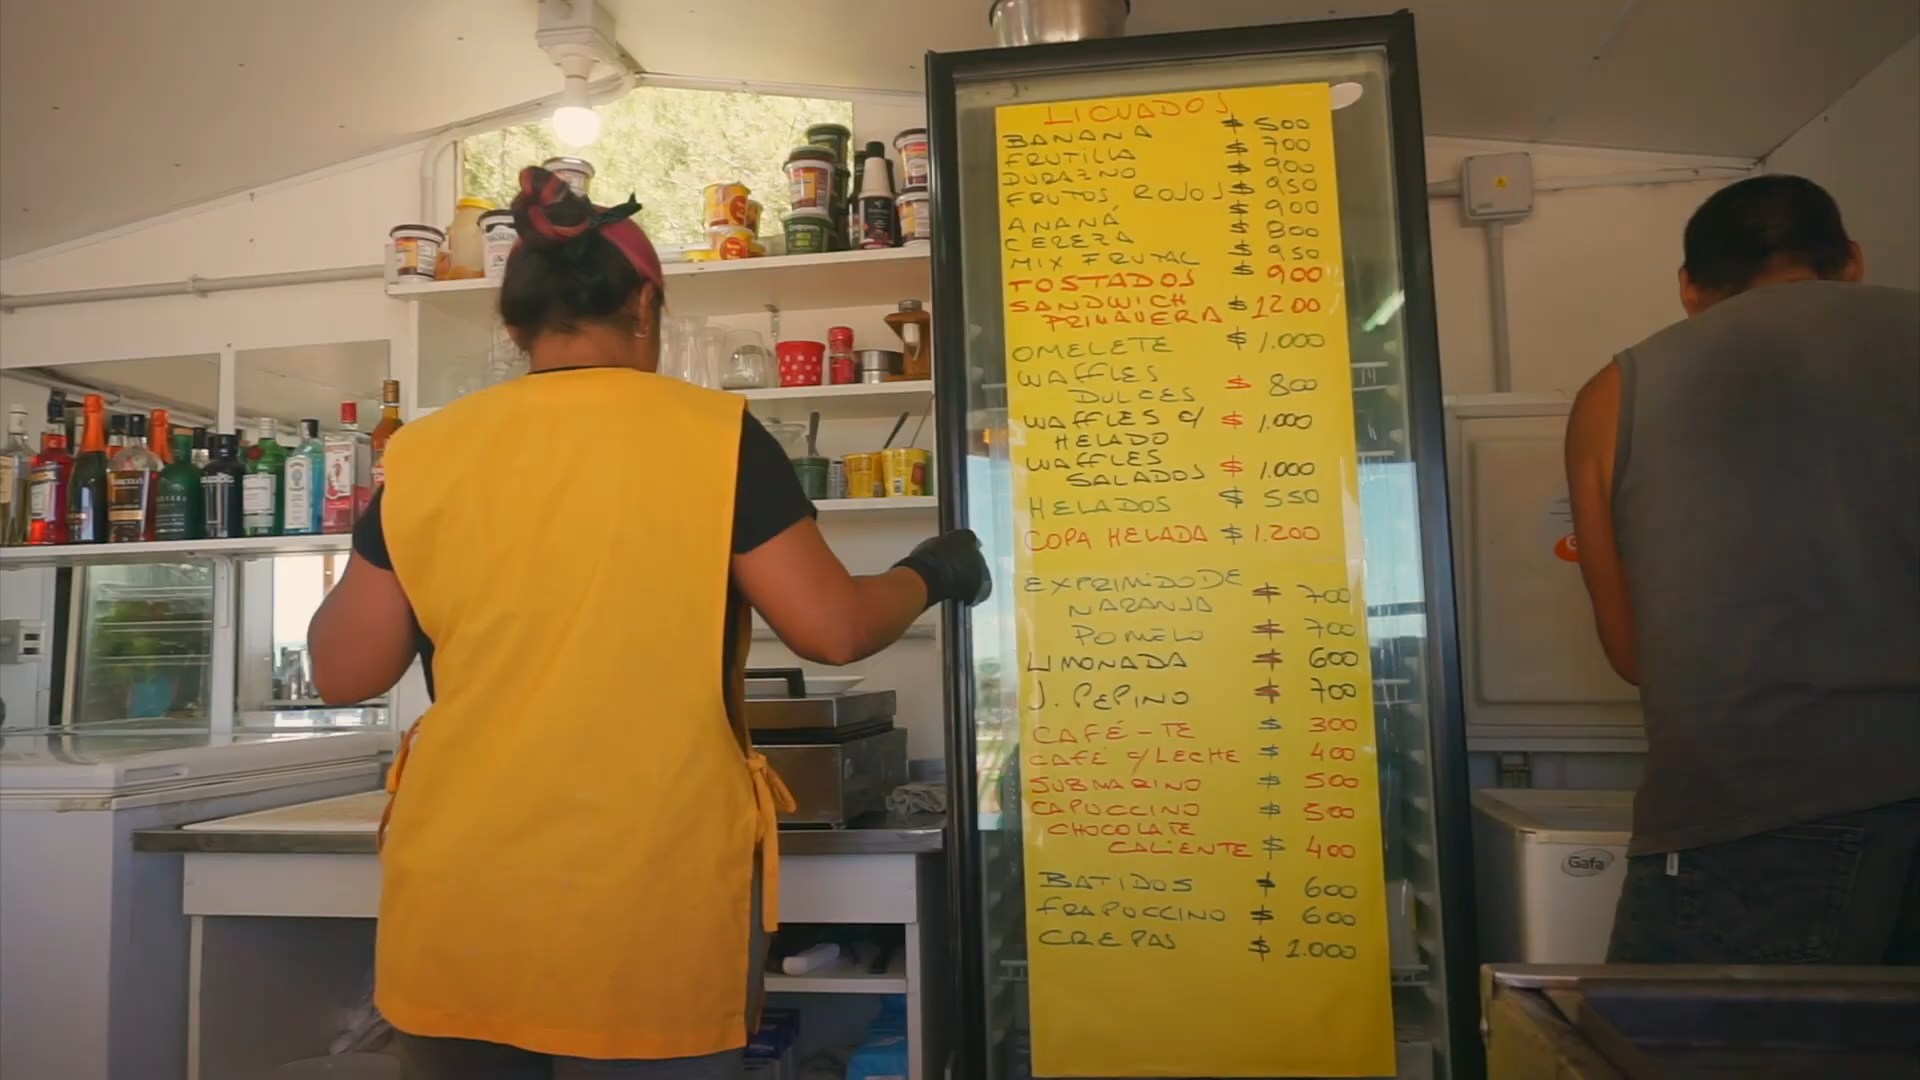 LICUADOS
BANANA $ 500
FRUTILLA $ 700
DURAZNO $ 900
FRUTOS ROJOS $ 950
ANANÁ $ 900
CEREZA $ 800
MIX FRUTAL $ 950
TOSTADOS $ 900
SANDWICH $ 1200
PRIMAVERA
OMELETE $ 1.000
WAFFLES
DULCES $ 800
WAFFLES C/ $ 1.000
HELADO
WAFFLES
SALADOS $ 1.000
HELADOS $ 550
COPA HELADA $ 1.200
EXPRIMIDO DE
NARANJA $ 700
POMELO $ 700
LIMONADA $ 600
J. PEPINO $ 700
CAFÉ-TE $ 300
CAFÉ C/LECHE $ 400
SUBMARINO $ 500
CAPUCCINO $ 500
CHOCOLATE
CALIENTE $ 400
BATIDOS $ 600
FRAPUCCINO $ 600
CREPAS $ 1.000
Gafa